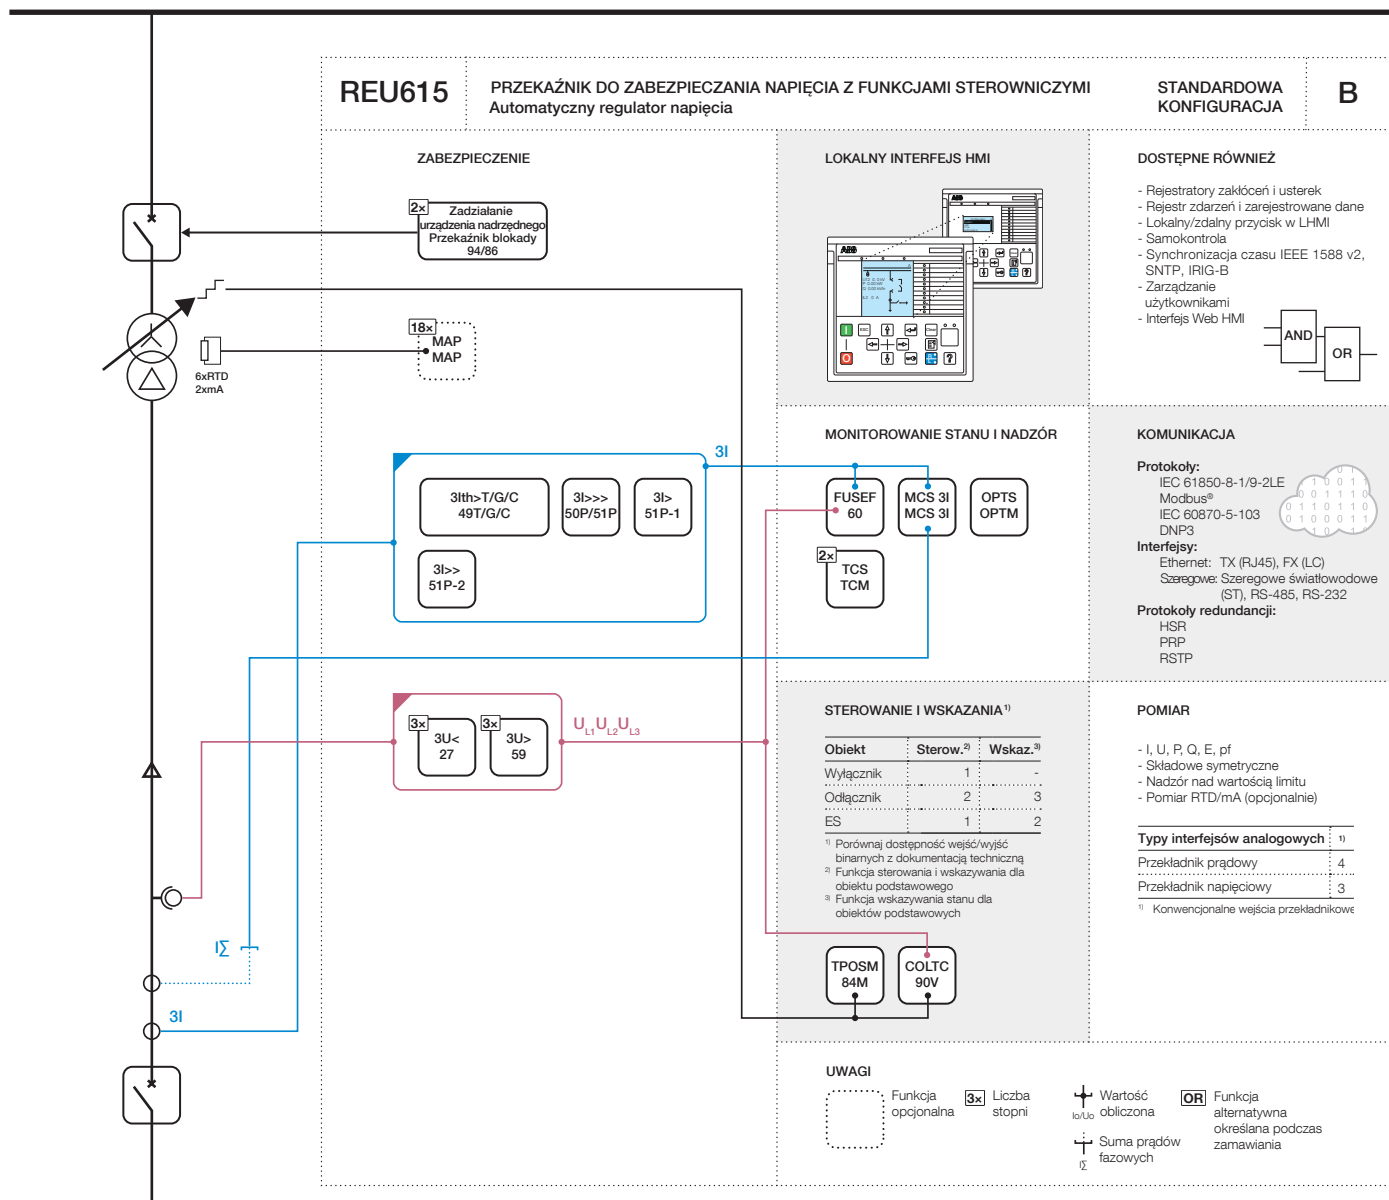 REU615
PRZEKAŹNIK DO ZABEZPIECZANIA NAPIĘCIA Z FUNKCJAMI STEROWNICZYMI
Automatyczny regulator napięcia
STANDARDOWA
KONFIGURACJA
B
ZABEZPIECZENIE
2×
Zadziałanie
urządzenia nadrzędnego
Przekaźnik blokady
94/86
18×
MAP
MAP
6xRTD
2xmA
3I
3Ith>T/G/C
49T/G/C
3I>>>
50P/51P
3I>
51P-1
3I>>
51P-2
3×
3U<
27
3×
3U>
59
UL1UL2UL3
I∑
3I
LOKALNY INTERFEJS HMI
ABB
ABB
ESC
Clear
I
O
?
?
DOSTĘPNE RÓWNIEŻ
- Rejestratory zakłóceń i usterek
- Rejestr zdarzeń i zarejestrowane dane
- Lokalny/zdalny przycisk w LHMI
- Samokontrola
- Synchronizacja czasu IEEE 1588 v2,
SNTP, IRIG-B
- Zarządzanie
użytkownikami
- Interfejs Web HMI
AND
OR
MONITOROWANIE STANU I NADZÓR
FUSEF
60
MCS 3I
MCS 3I
OPTS
OPTM
2×
TCS
TCM
KOMUNIKACJA
Protokoły:
IEC 61850-8-1/9-2LE
Modbus®
IEC 60870-5-103
DNP3
Interfejsy:
Ethernet: TX (RJ45), FX (LC)
Szeregowe: Szeregowe światłowodowe
(ST), RS-485, RS-232
Protokoły redundancji:
HSR
PRP
RSTP
STEROWANIE I WSKAZANIA 1)
Obiekt Sterow.2) Wskaz.3)
Wyłącznik 1 -
Odłącznik 2 3
ES 1 2
1) Porównaj dostępność wejść/wyjść
binarnych z dokumentacją techniczną
2) Funkcja sterowania i wskazywania dla
obiektu podstawowego
3) Funkcja wskazywania stanu dla
obiektów podstawowych
TPOSM
84M
COLTC
90V
POMIAR
- I, U, P, Q, E, pf
- Składowe symetryczne
- Nadzór nad wartością limitu
- Pomiar RTD/mA (opcjonalnie)
Typy interfejsów analogowych 1)
Przekładnik prądowy 4
Przekładnik napięciowy 3
1) Konwencjonalne wejścia przekładnikowe
UWAGI
Funkcja
opcjonalna
3×
Liczba
stopni
Io/Uo
Wartość
obliczona
I∑
Suma prądów
fazowych
OR
Funkcja
alternatywna
określana podczas
zamawiania